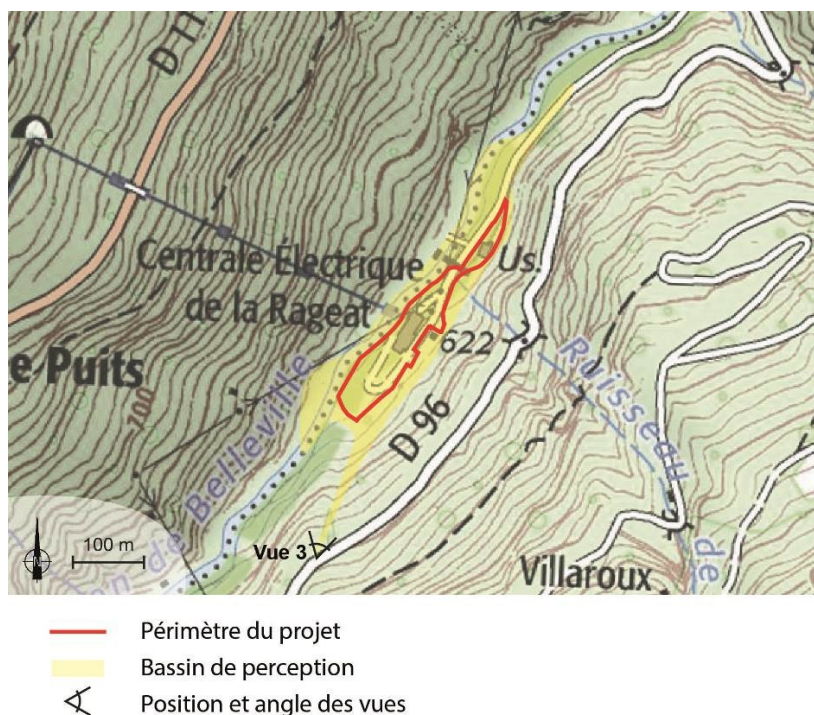 D 11
Centrale Électrique
de la Rageat
Us.
e Puits
622
Ruisseau de
700
D 96
de Belleville
100 m
N
Vue 3
Villaroux
Périmètre du projet
Bassin de perception
Position et angle des vues